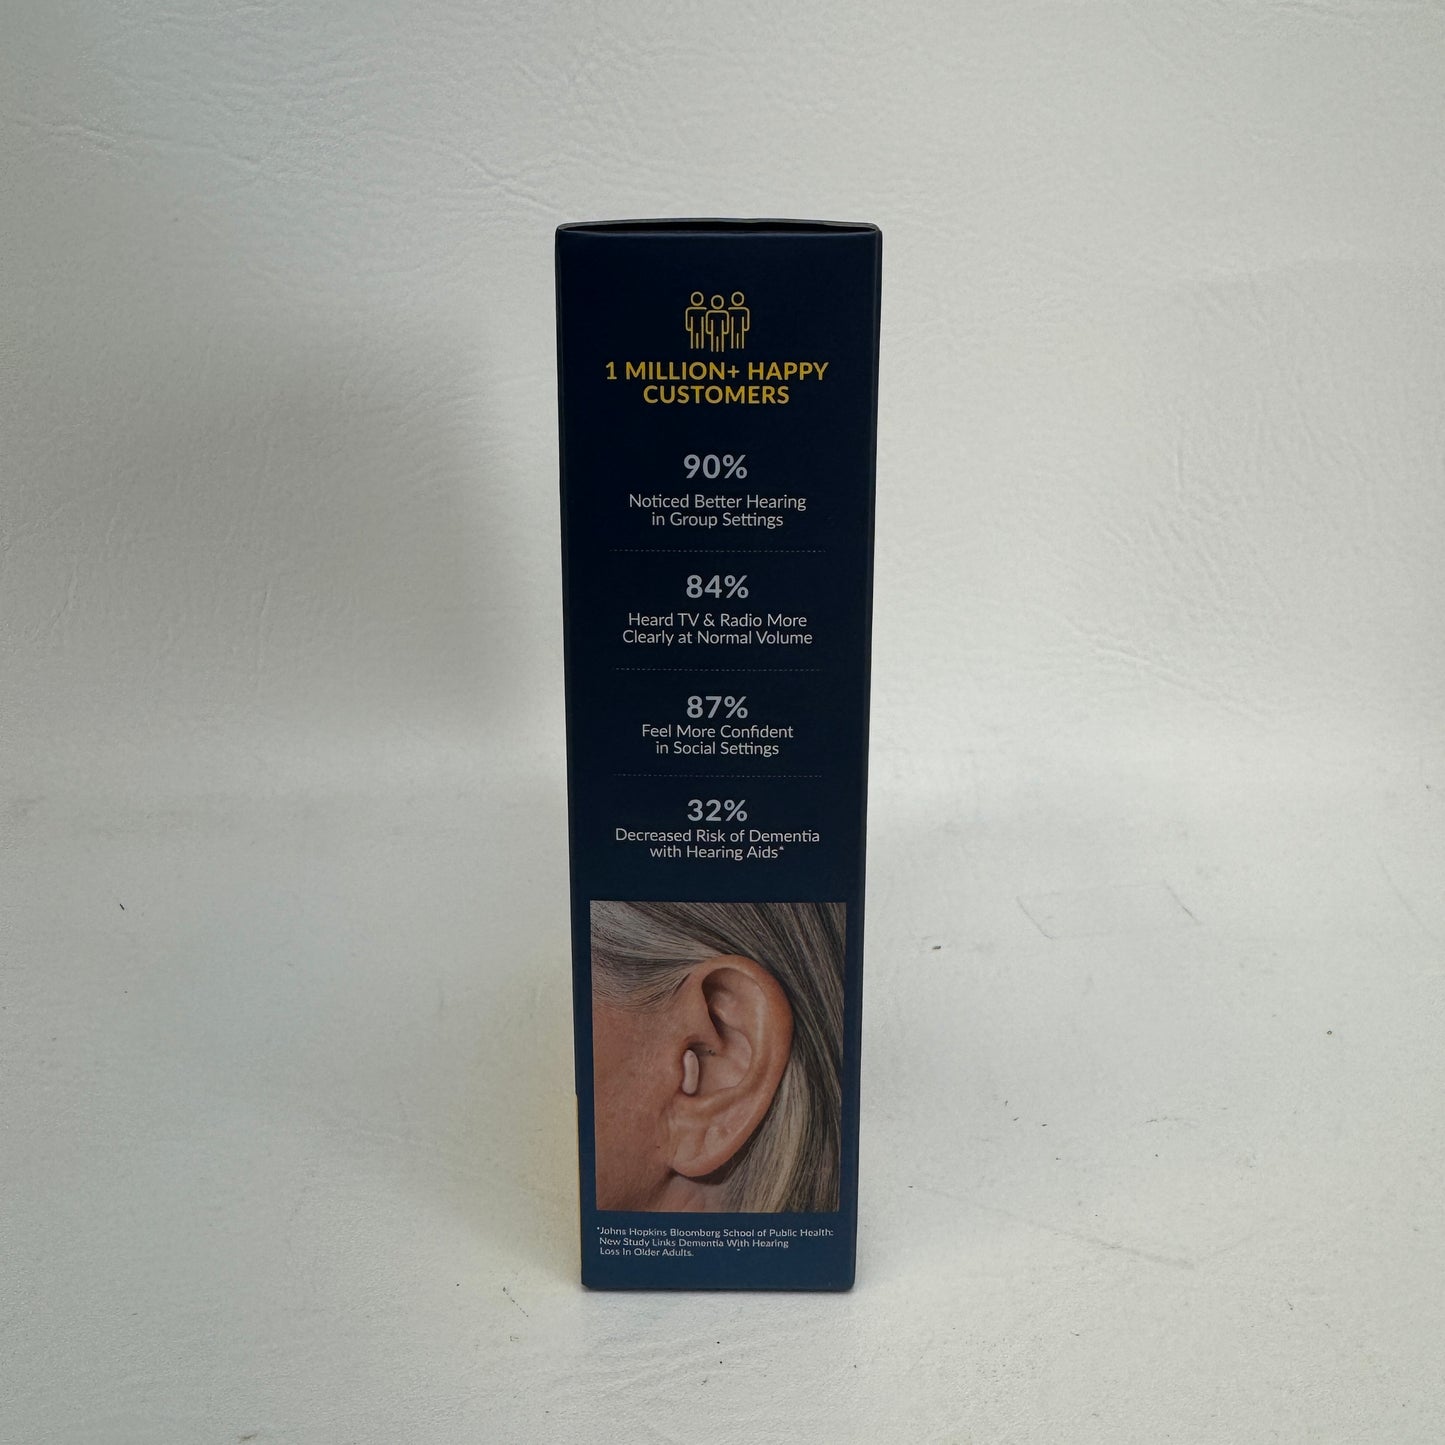 1 MILLION+ HAPPY
CUSTOMERS
90%
Noticed Better Hearing
in Group Settings
84%
Heard TV & Radio More
Clearly at Normal Volume
87%
Feel More Confident
in Social Settings
32%
Decreased Risk of Dementia
with Hearing Aids*
*Johns Hopkins Bloomberg School of Public Health:
New Study Links Dementia With Hearing
Loss In Older Adults.